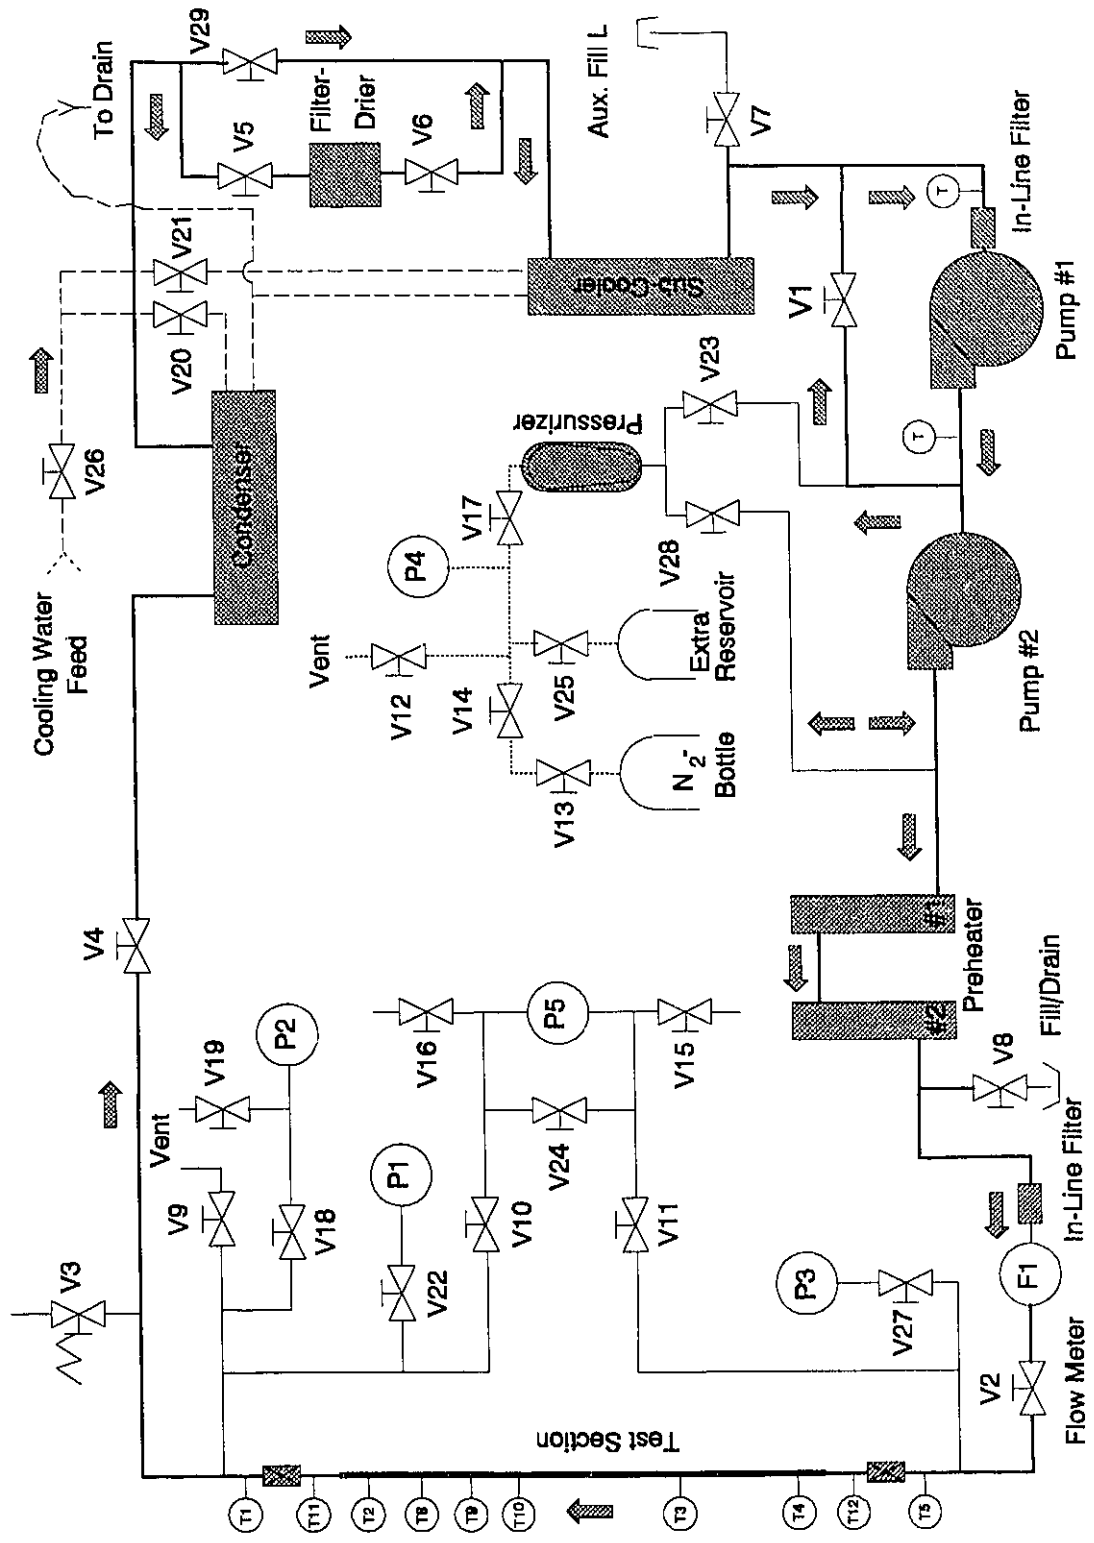 Cooling Water
Feed
V26
V20
V21
To Drain
V29
V5
Filter-
Drier
V6
Condenser
Sub-Cooler
Aux. Fill L
V7
V4
V3
Vent
V9
V19
P2
V18
P1
V22
V10
V16
P5
V24
V15
V11
P3
V27
Vent
V12
P4
V17
Pressurizer
V14
V25
V13
N2-
Bottle
Extra
Reservoir
V28
V23
V1
T
In-Line Filter
Pump #1
T
Pump #2
#1
#2
Preheater
V8
Fill/Drain
In-Line Filter
F1
Flow Meter
V2
Test Section
T1
T11
T2
T8
T9
T10
T3
T4
T12
T5